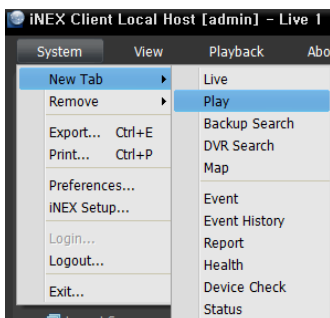 iNEX Client Local Host [admin] - Live 1
System View Playback
New Tab
Remove
Export... Ctrl+E
Print... Ctrl+P
Preferences...
iNEX Setup...
Login...
Logout...
Exit...
Live
Play
Backup Search
DVR Search
Map
Event
Event History
Report
Health
Device Check
Status